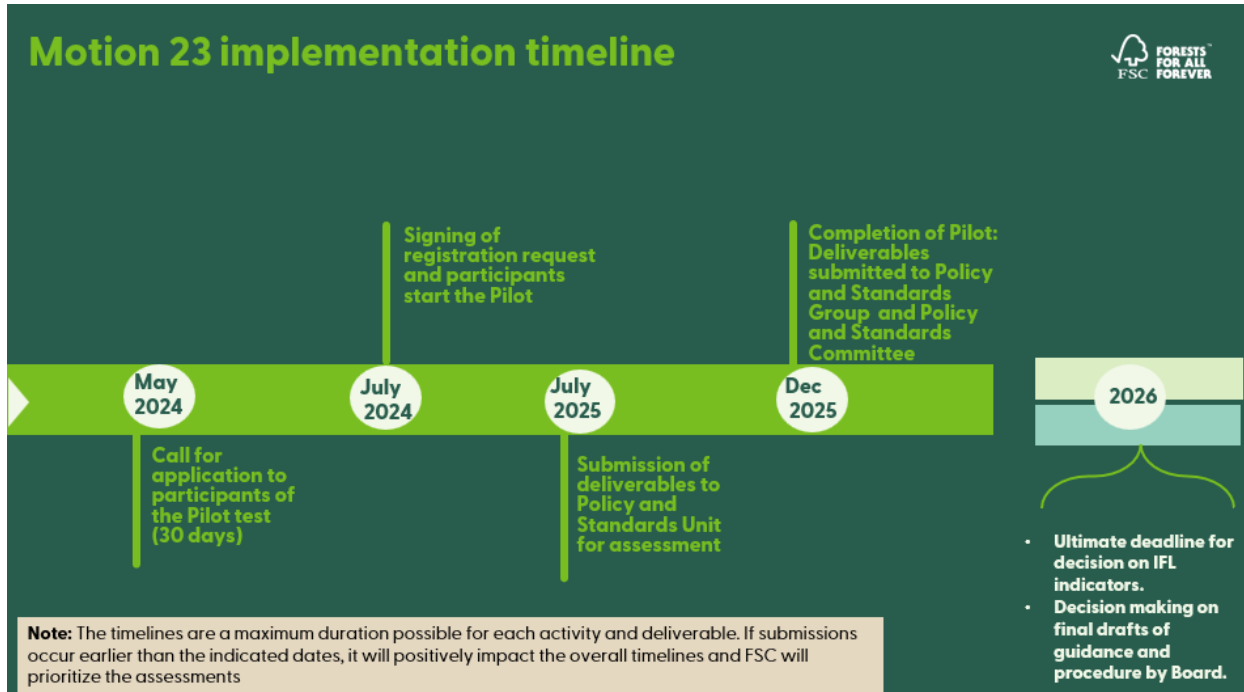 Motion 23 implementation timeline
FORESTS™
FOR ALL
FOREVER
FSC
Signing of
registration request
and participants
start the Pilot
Completion of Pilot:
Deliverables
submitted to Policy
and Standards
Group and Policy
and Standards
Committee
May
2024
July
2024
July
2025
Dec
2025
2026
Call for
application to
participants of
the Pilot test
(30 days)
Submission of
deliverables to
Policy and
Standards Unit
for assessment
• Ultimate deadline for
decision on IFL
indicators.
• Decision making on
final drafts of
guidance and
procedure by Board.
Note: The timelines are a maximum duration possible for each activity and deliverable. If submissions
occur earlier than the indicated dates, it will positively impact the overall timelines and FSC will
prioritize the assessments